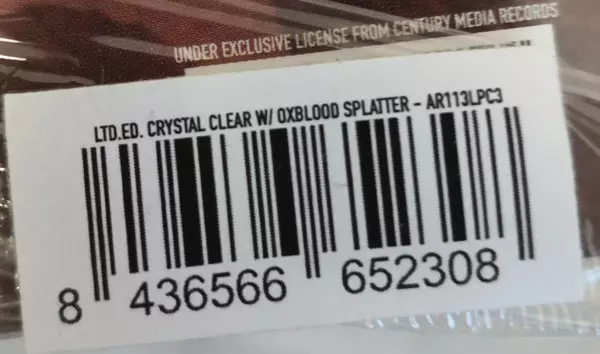 UNDER EXCLUSIVE LICENSE FROM CENTURY MEDIA RECORDS
LTD.ED. CRYSTAL CLEAR W/ OXBLOOD SPLATTER - AR113LPC3
8 436566 652308